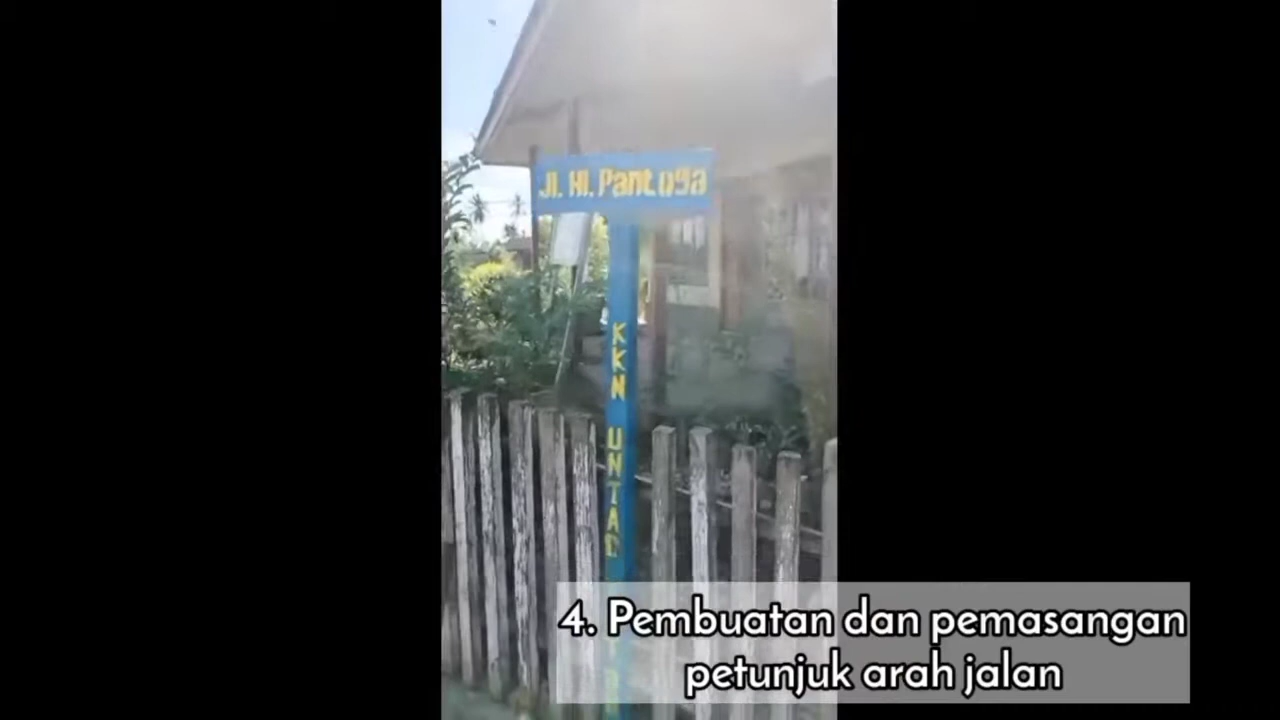 Jl. Hi. Pantoga
KKN UNTAD
4. Pembuatan dan pemasangan
petunjuk arah jalan